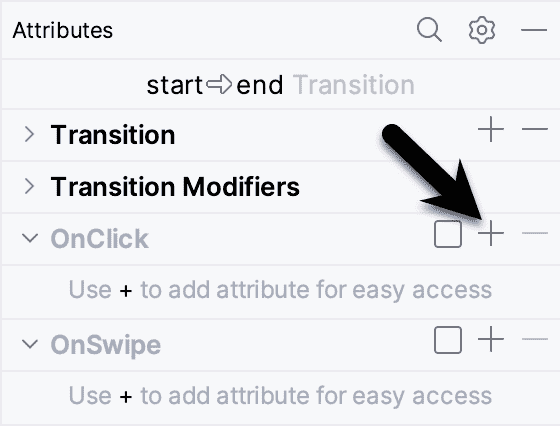 Attributes
start⇨end Transition
Transition
Transition Modifiers
OnClick
Use + to add attribute for easy access
OnSwipe
Use + to add attribute for easy access